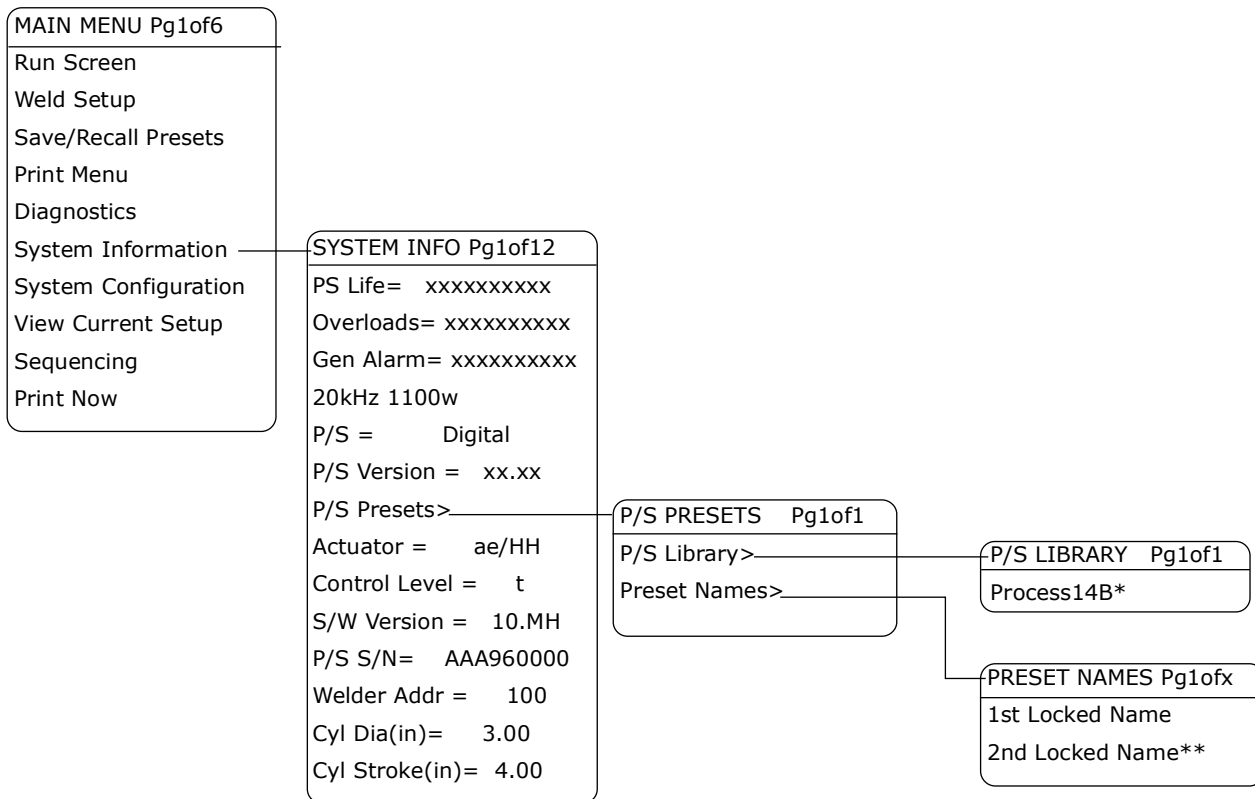 MAIN MENU Pg1of6
Run Screen
Weld Setup
Save/Recall Presets
Print Menu
Diagnostics
System Information
System Configuration
View Current Setup
Sequencing
Print Now
SYSTEM INFO Pg1of12
PS Life= xxxxxxxxxx
Overloads= xxxxxxxxxx
Gen Alarm= xxxxxxxxxx
20kHz 1100w
P/S = Digital
P/S Version = xx.xx
P/S Presets>
Actuator = ae/HH
Control Level = t
S/W Version = 10.MH
P/S S/N= AAA960000
Welder Addr = 100
Cyl Dia(in)= 3.00
Cyl Stroke(in)= 4.00
P/S PRESETS Pg1of1
P/S Library>
Preset Names>
P/S LIBRARY Pg1of1
Process14B*
PRESET NAMES Pg1ofx
1st Locked Name
2nd Locked Name**